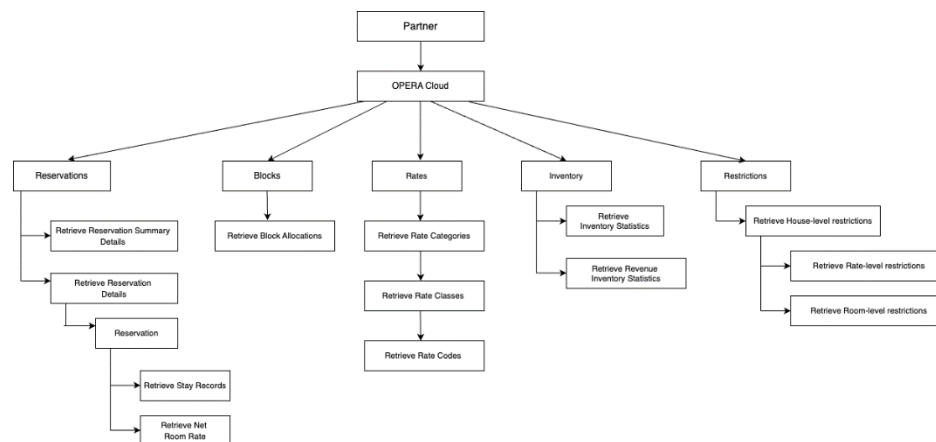 Partner
OPERA Cloud
Reservations
Blocks
Rates
Inventory
Restrictions
Retrieve Reservation Summary
Details
Retrieve Block Allocations
Retrieve Rate Categories
Retrieve
Inventory Statistics
Retrieve House-level restrictions
Retrieve Reservation
Details
Retrieve Rate Classes
Retrieve Revenue
Inventory Statistics
Retrieve Rate-level restrictions
Reservation
Retrieve Rate Codes
Retrieve Room-level restrictions
Retrieve Stay Records
Retrieve Net
Room Rate